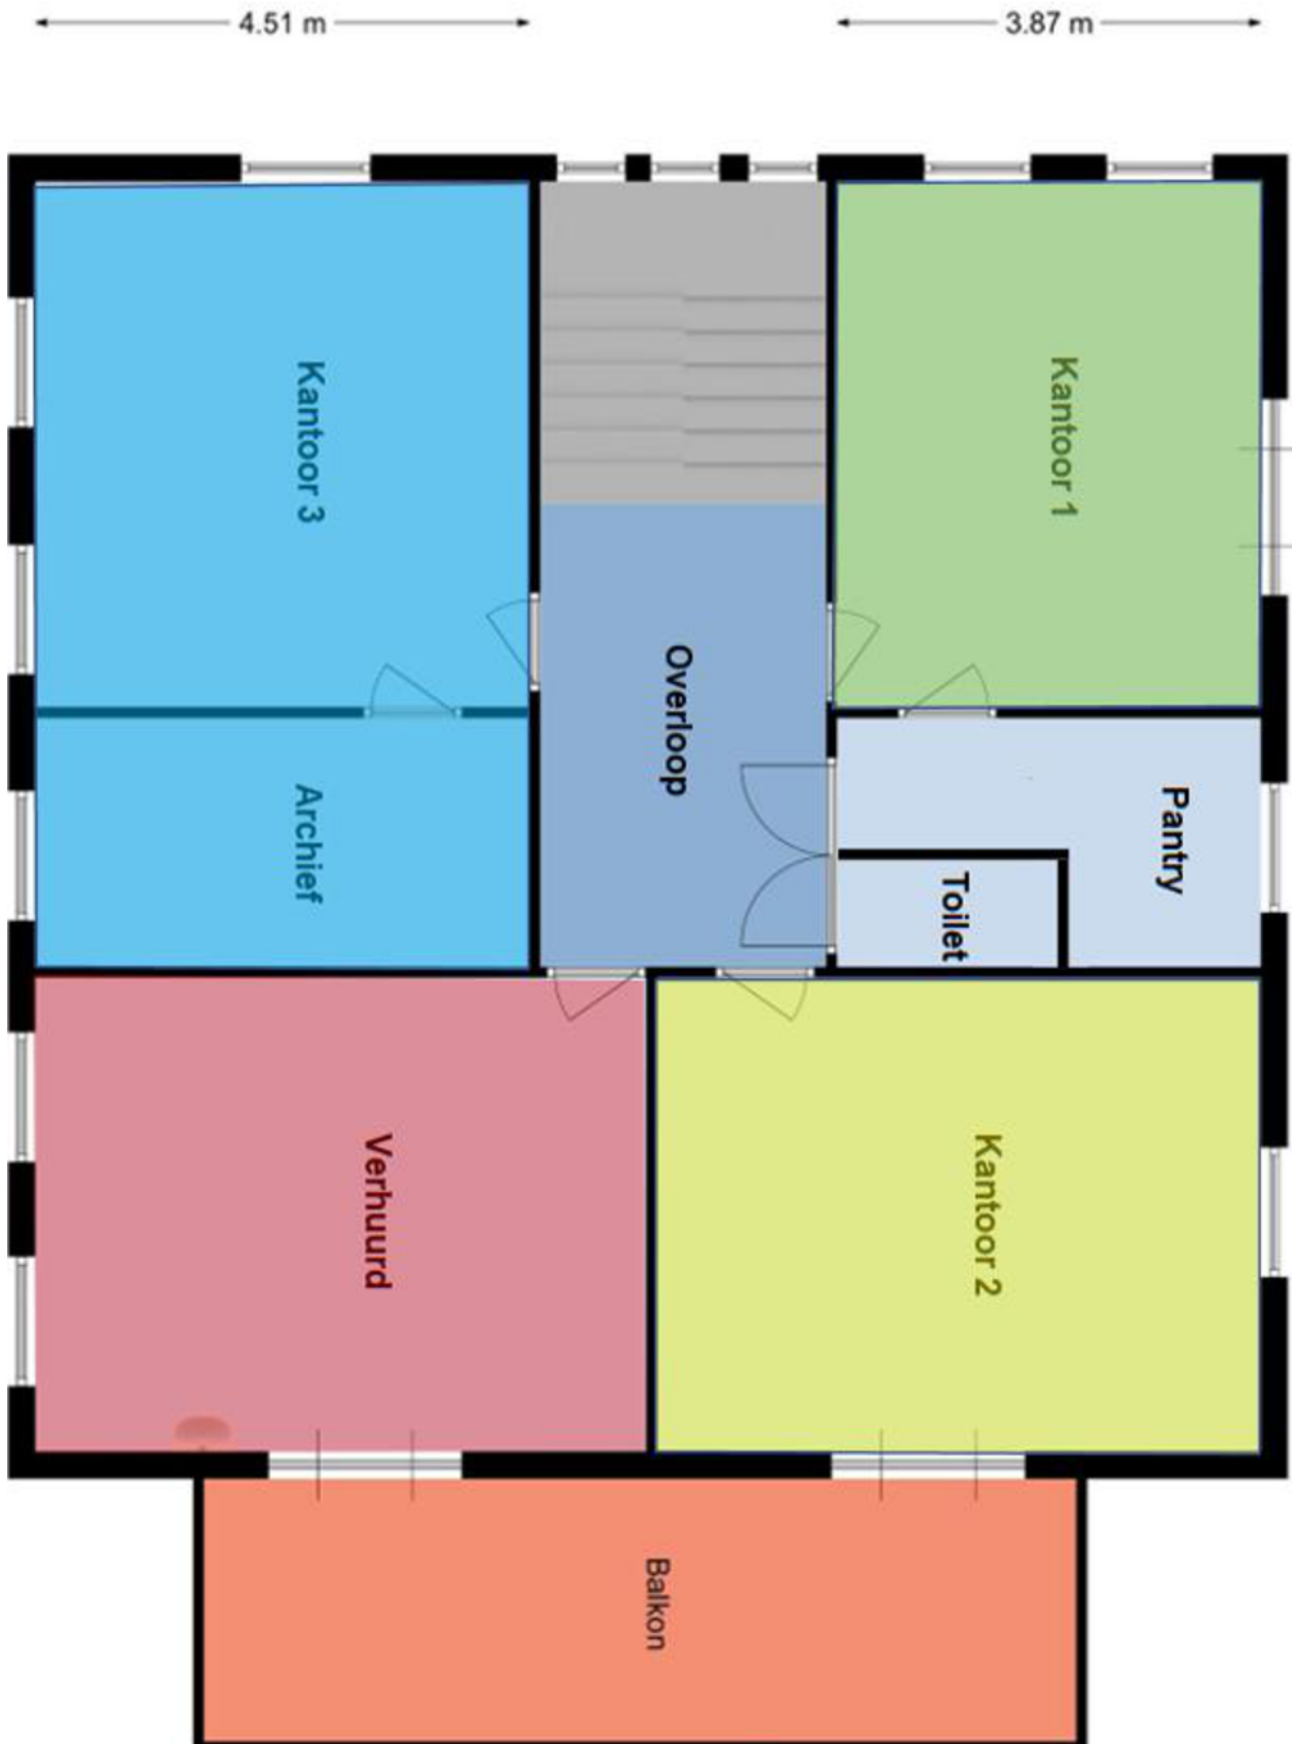 4.51 m
3.87 m
Kantoor 3
Kantoor 1
Overloop
Archief
Pantry
Toilet
Verhuurd
Kantoor 2
Balkon